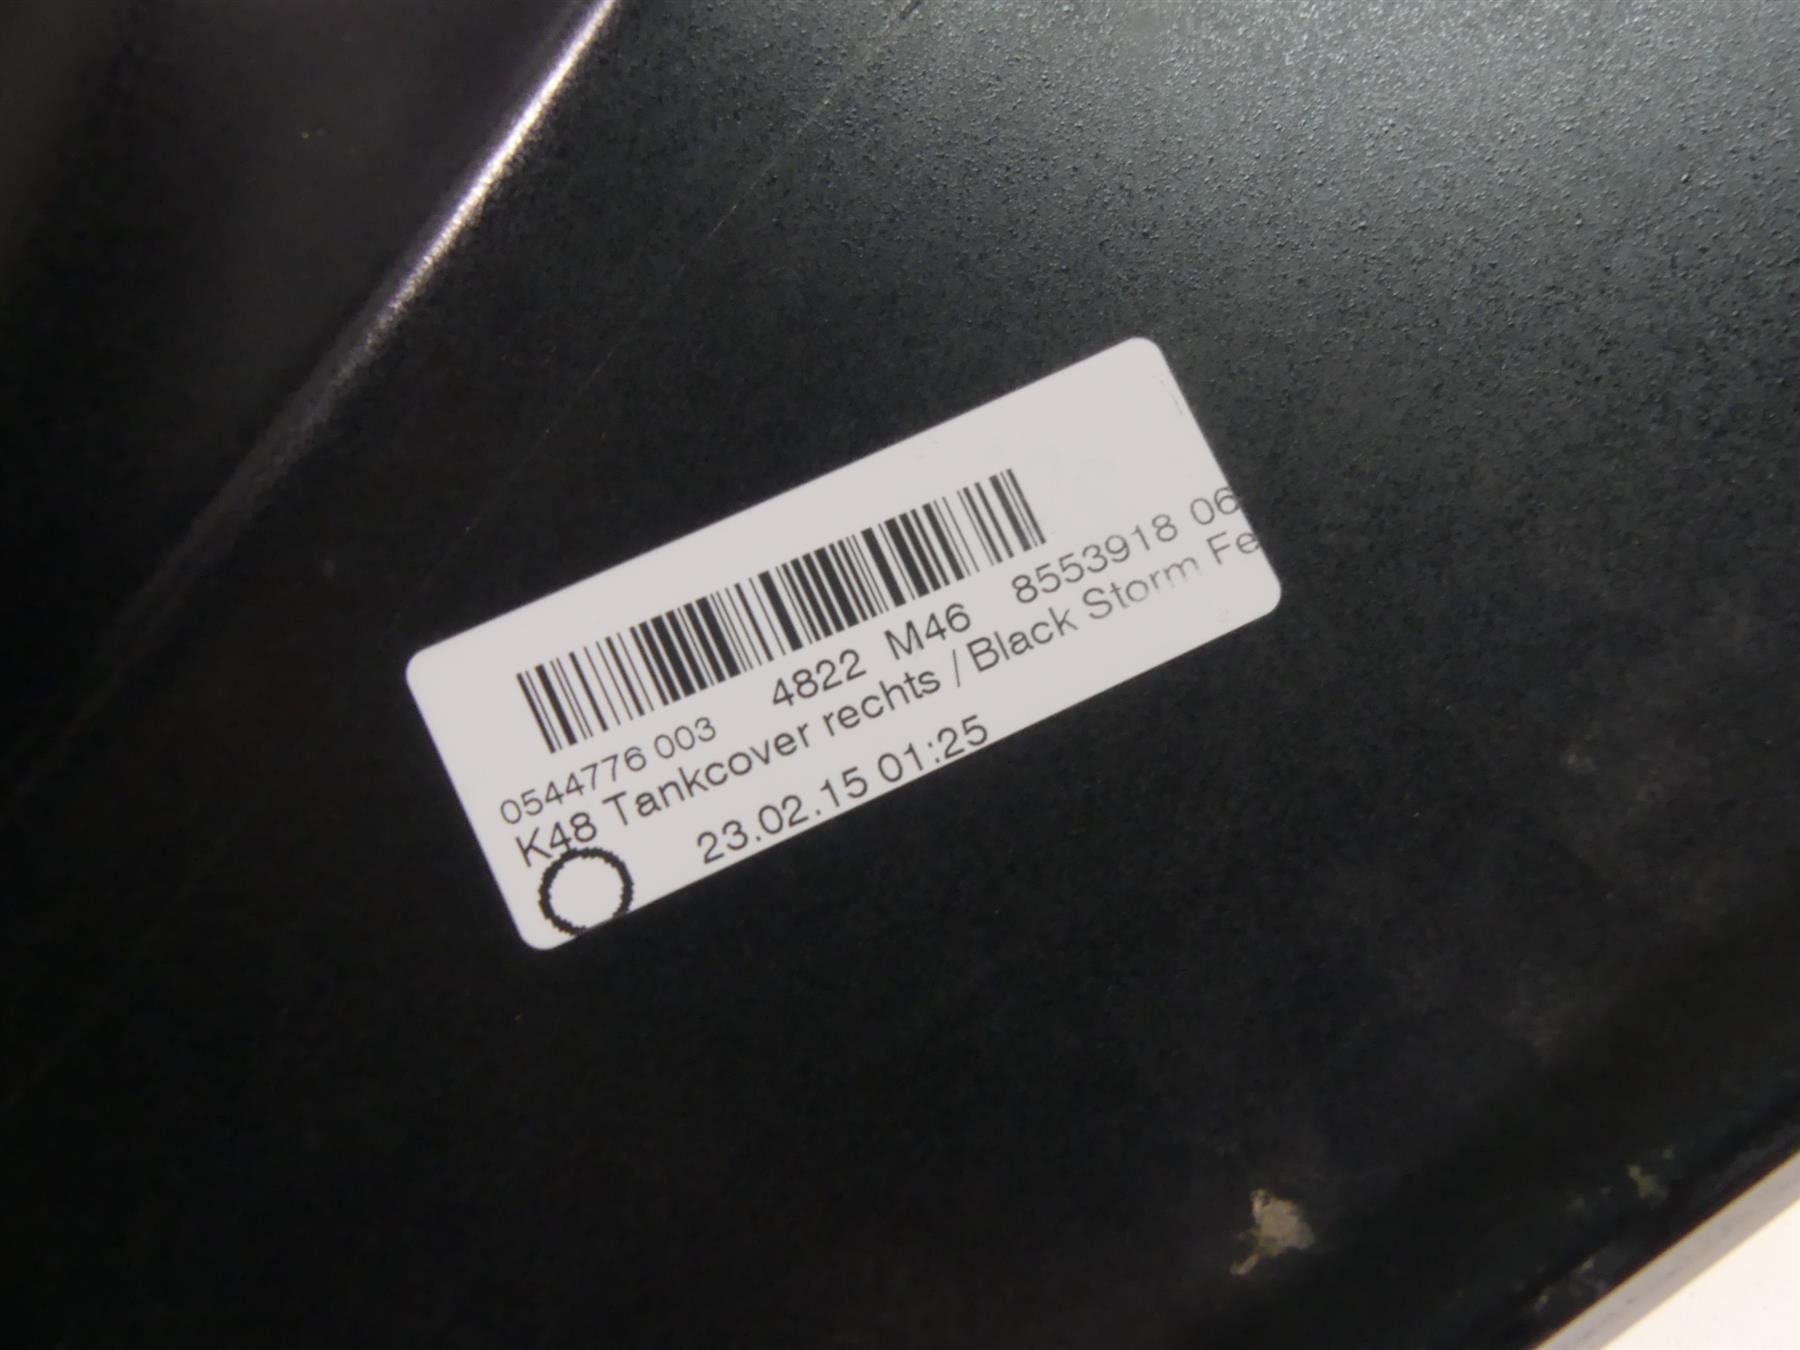 0544776 003 4822 M46 8553918 06
K48 Tankcover rechts / Black Storm Fe
23.02.15 01:25